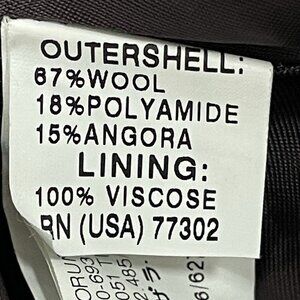 OUTERSHELL:
67%WOOL
18%POLYAMIDE
15%ANGORA
LINING:
100% VISCOSE
RN (USA) 77302